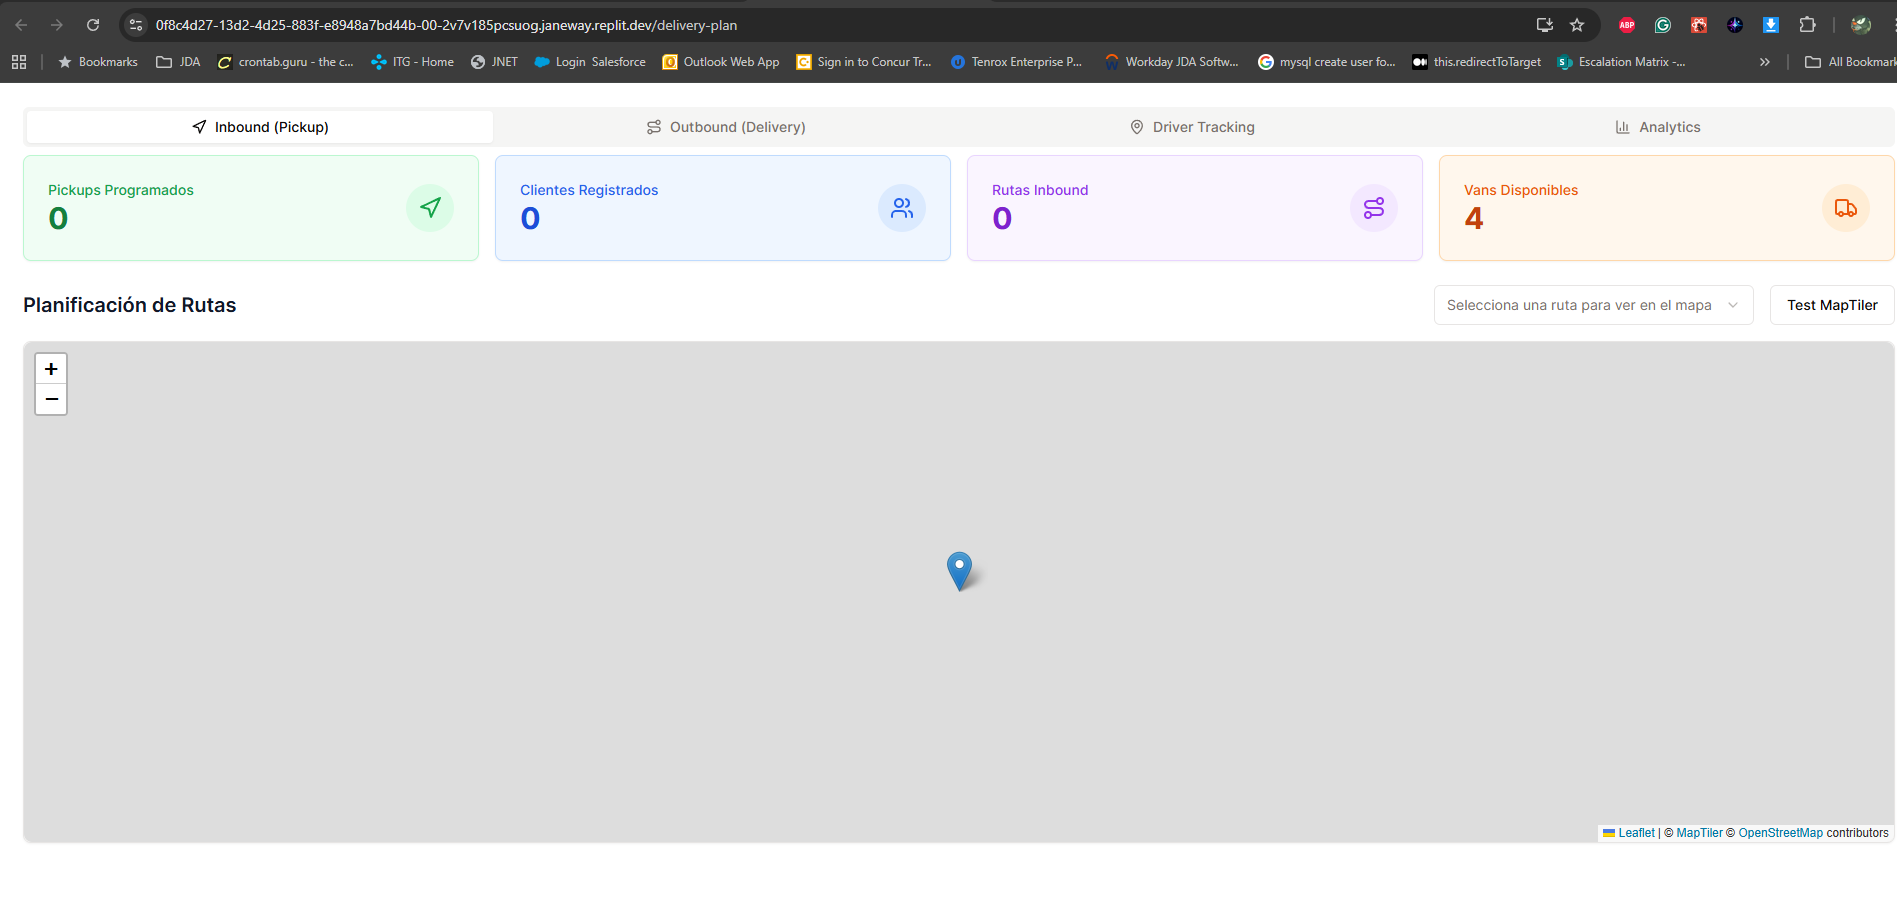 0f8c4d27-13d2-4d25-883f-e8948a7bd44b-00-2v7v185pcsuog.janeway.replit.dev/delivery-plan
ABP
Bookmarks JDA crontab.guru - the c... ITG - Home JNET Login Salesforce Outlook Web App Sign in to Concur Tr... Tenrox Enterprise P... Workday JDA Softw... mysql create user fo... this.redirectToTarget Escalation Matrix -... » All Bookmark
Inbound (Pickup) Outbound (Delivery) Driver Tracking Analytics
Pickups Programados
0
Clientes Registrados
0
Rutas Inbound
0
Vans Disponibles
4
Planificación de Rutas
Selecciona una ruta para ver en el mapa
Test MapTiler
+
−
Leaflet | © MapTiler © OpenStreetMap contributors